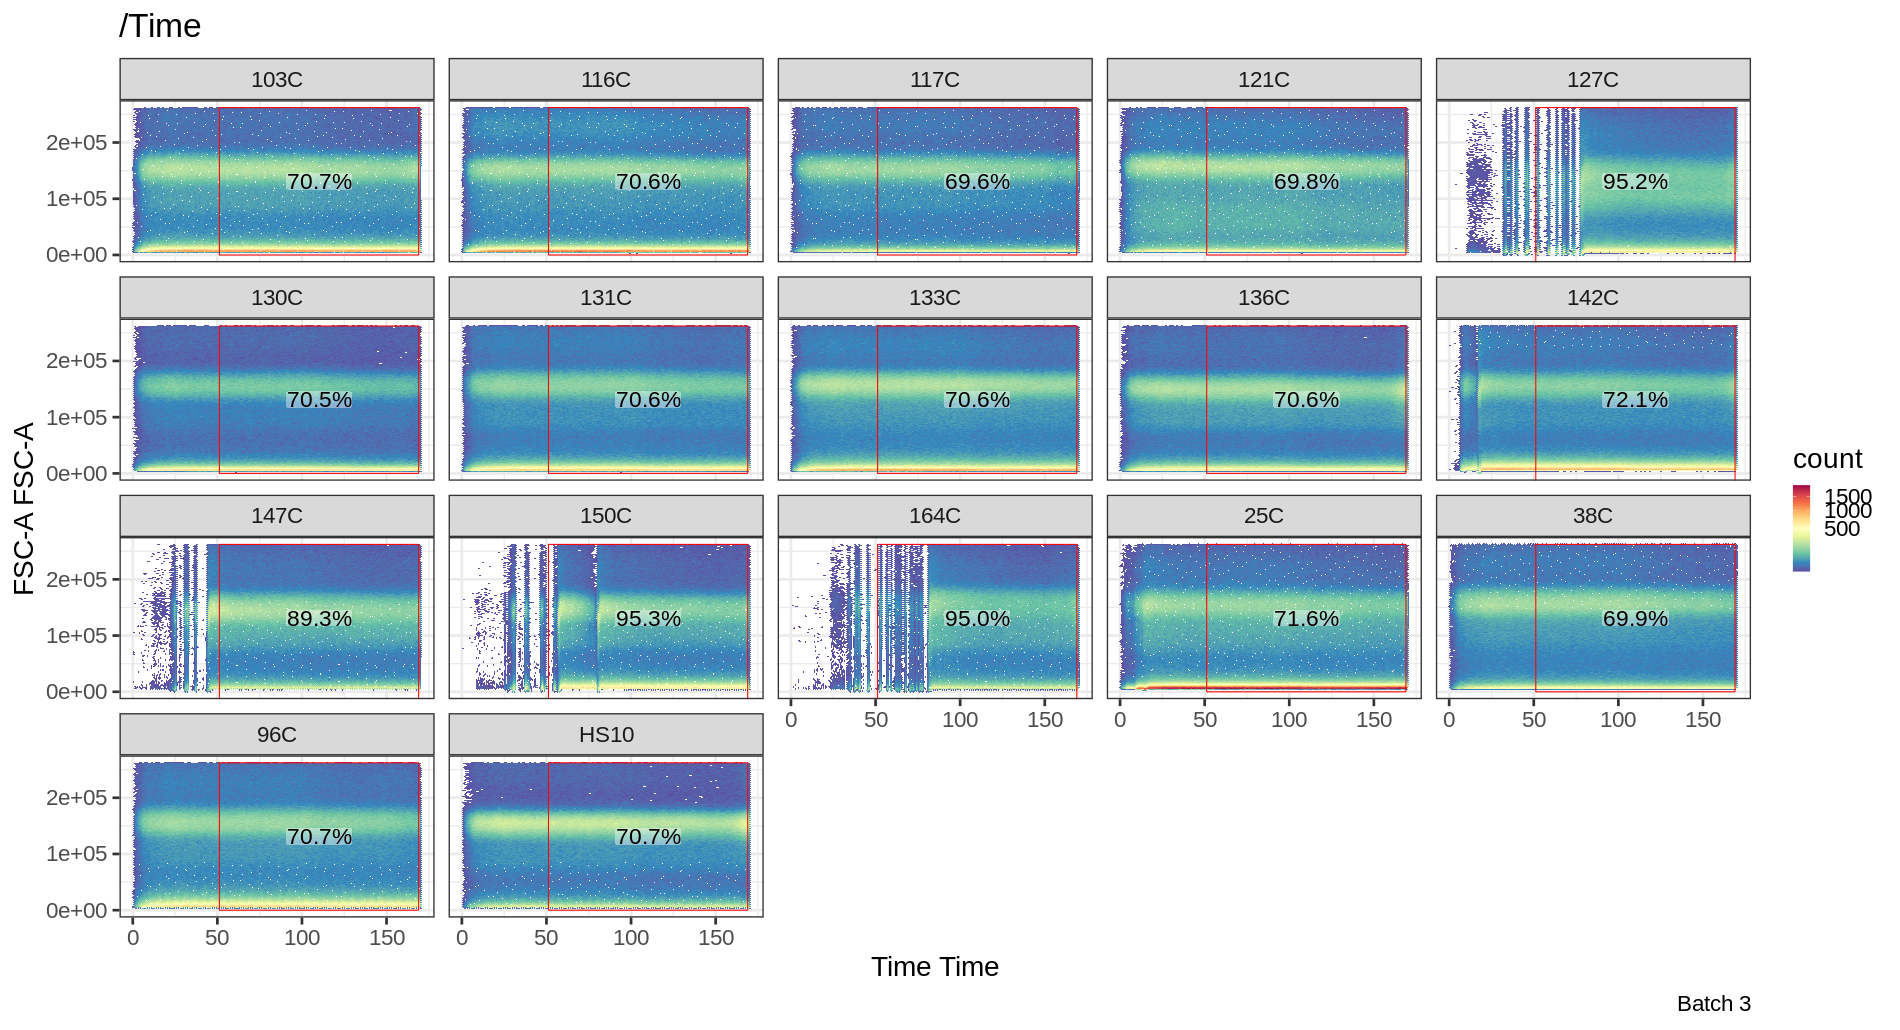 /Time
103C 116C 117C 121C 127C
2e+05
1e+05
0e+00
70.7% 70.6% 69.6% 69.8% 95.2%
130C 131C 133C 136C 142C
2e+05
1e+05
0e+00
70.5% 70.6% 70.6% 70.6% 72.1%
147C 150C 164C 25C 38C
2e+05
1e+05
0e+00
89.3% 95.3% 95.0% 71.6% 69.9%
0 50 100 150 0 50 100 150 0 50 100 150
96C HS10
2e+05
1e+05
0e+00
70.7% 70.7%
0 50 100 150 0 50 100 150
FSC-A FSC-A
Time Time
count
1500
1000
500
Batch 3